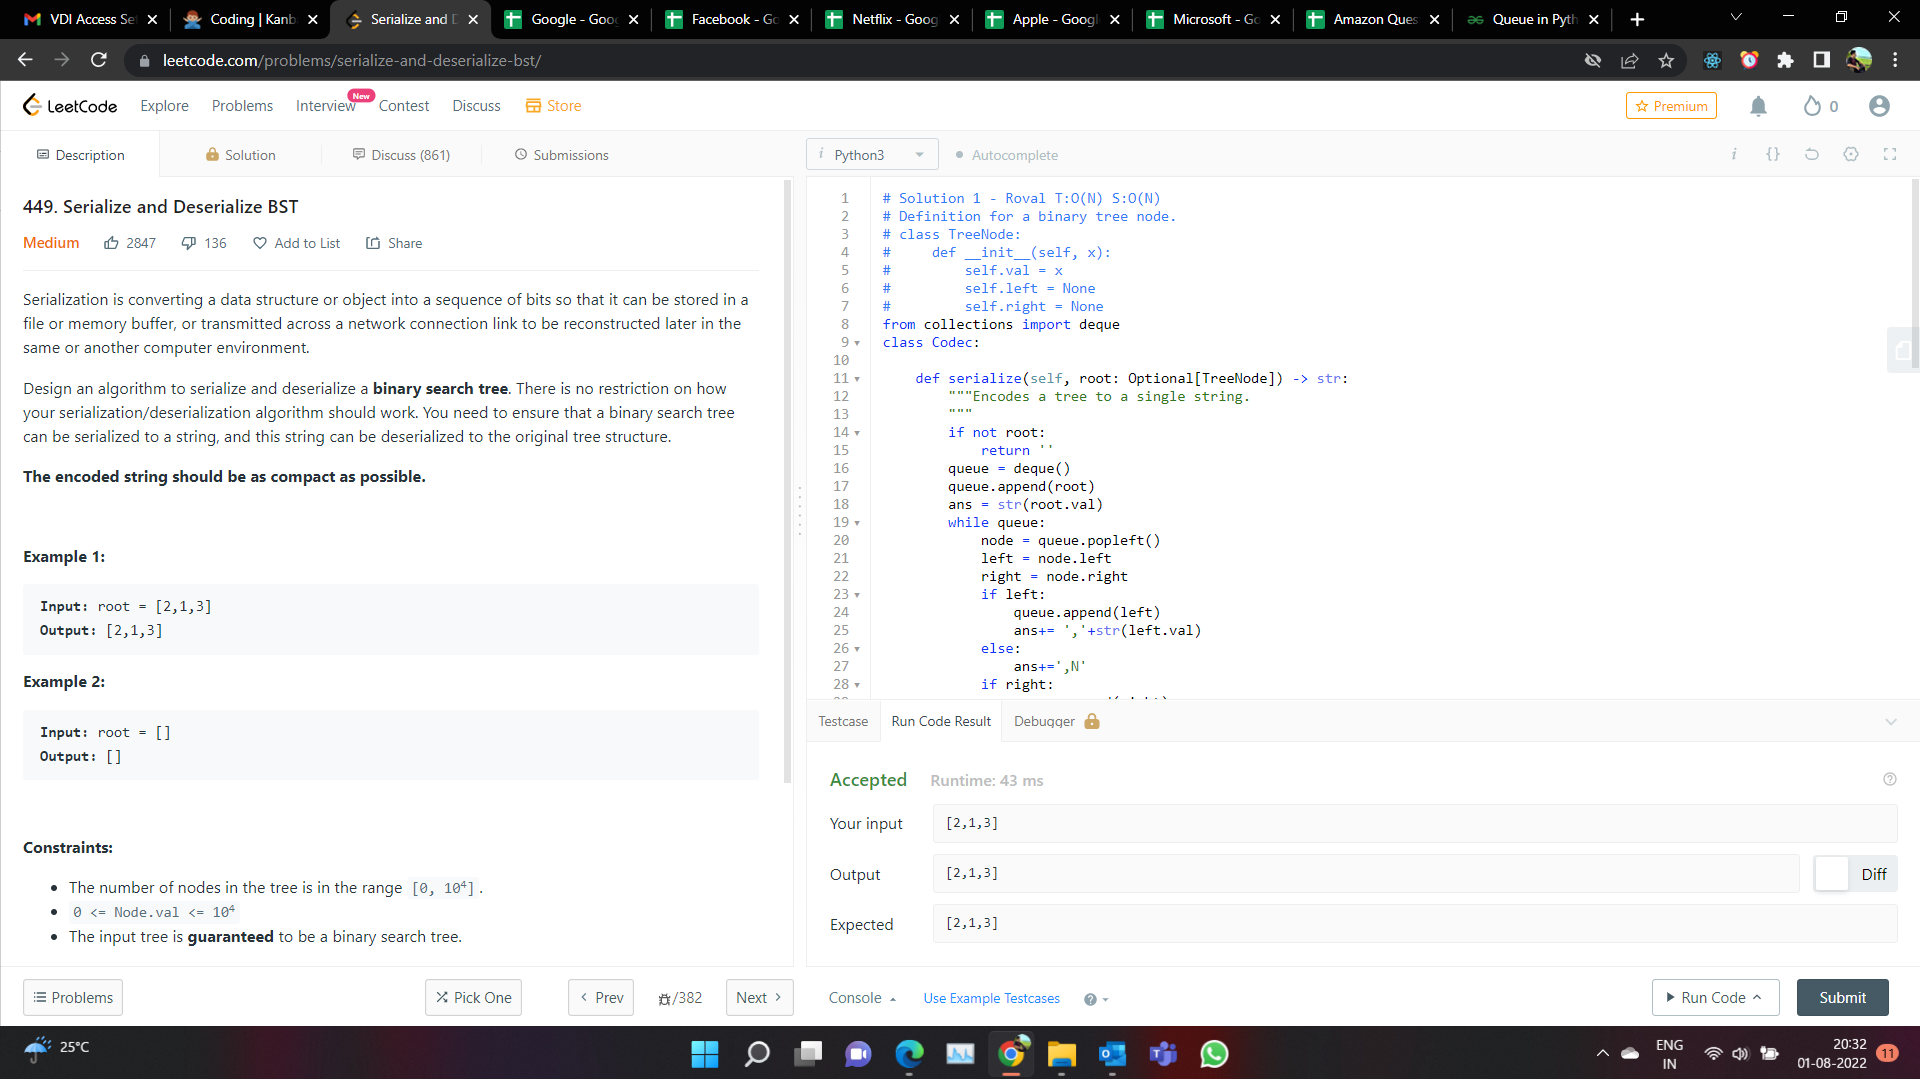 VDI Access Se
Coding | Kanb
Serialize and D
Google - Goog
Facebook - Go
Netflix - Goog
Apple - Googl
Microsoft - Go
Amazon Ques
Queue in Pyth
leetcode.com/problems/serialize-and-deserialize-bst/
LeetCode
Explore
Problems
Interview
New
Contest
Discuss
Store
Premium
0
Description
Solution
Discuss (861)
Submissions
Python3
Autocomplete
449. Serialize and Deserialize BST
Medium 2847 136 Add to List Share
Serialization is converting a data structure or object into a sequence of bits so that it can be stored in a
file or memory buffer, or transmitted across a network connection link to be reconstructed later in the
same or another computer environment.
Design an algorithm to serialize and deserialize a binary search tree. There is no restriction on how
your serialization/deserialization algorithm should work. You need to ensure that a binary search tree
can be serialized to a string, and this string can be deserialized to the original tree structure.
The encoded string should be as compact as possible.
Example 1:
Input: root = [2,1,3]
Output: [2,1,3]
Example 2:
Input: root = []
Output: []
Constraints:
• The number of nodes in the tree is in the range [0, 10⁴].
• 0 <= Node.val <= 10⁴
• The input tree is guaranteed to be a binary search tree.
Problems
Pick One
Prev
/382
Next
1 # Solution 1 - Roval T:O(N) S:O(N)
2 # Definition for a binary tree node.
3 # class TreeNode:
4 #     def __init__(self, x):
5 #         self.val = x
6 #         self.left = None
7 #         self.right = None
8 from collections import deque
9 class Codec:
10
11     def serialize(self, root: Optional[TreeNode]) -> str:
12         """Encodes a tree to a single string.
13         """
14         if not root:
15             return ''
16         queue = deque()
17         queue.append(root)
18         ans = str(root.val)
19         while queue:
20             node = queue.popleft()
21             left = node.left
22             right = node.right
23             if left:
24                 queue.append(left)
25                 ans+= ','+str(left.val)
26             else:
27                 ans+=',N'
28             if right:
Testcase
Run Code Result
Debugger
Accepted Runtime: 43 ms
Your input [2,1,3]
Output [2,1,3]
Diff
Expected [2,1,3]
Console
Use Example Testcases
Run Code
Submit
25°C
ENG
IN
20:32
01-08-2022
11